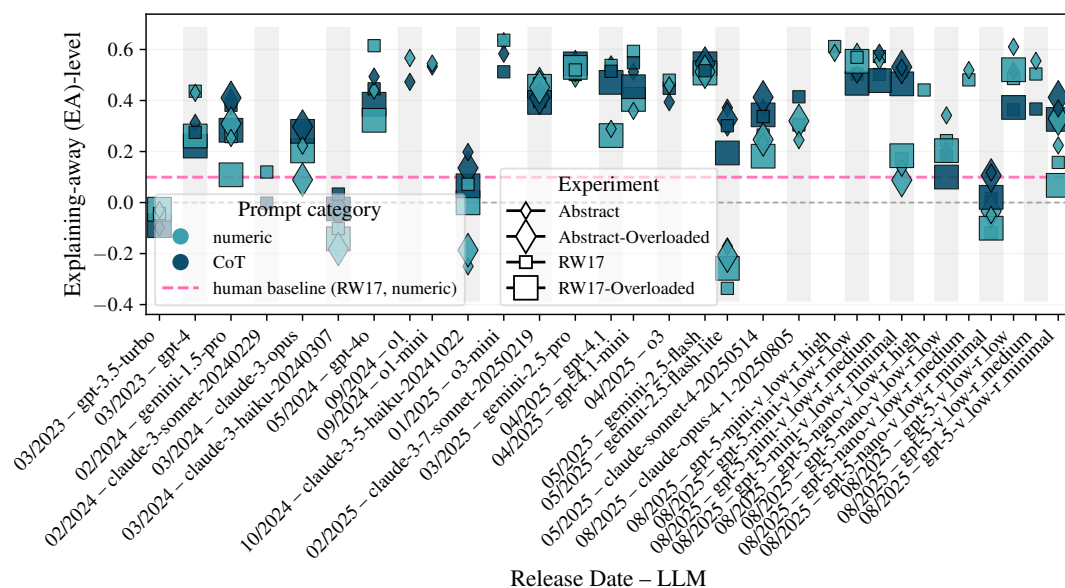 Explaining-away (EA)-level
0.6
0.4
0.2
0.0
−0.2
−0.4
Prompt category
numeric
CoT
human baseline (RW17, numeric)
Experiment
Abstract
Abstract-Overloaded
RW17
RW17-Overloaded
03/2023 – gpt-3.5-turbo
03/2023 – gpt-4
02/2024 – gemini-1.5-pro
02/2024 – claude-3-sonnet-20240229
03/2024 – claude-3-opus
03/2024 – claude-3-haiku-20240307
05/2024 – gpt-4o
09/2024 – o1
09/2024 – o1-mini
10/2024 – claude-3-5-haiku-20241022
01/2025 – o3-mini
02/2025 – claude-3-7-sonnet-20250219
03/2025 – gemini-2.5-pro
04/2025 – gpt-4.1
04/2025 – gpt-4.1-mini
04/2025 – o3
05/2025 – gemini-2.5-flash
05/2025 – gemini-2.5-flash-lite
05/2025 – claude-sonnet-4-20250514
08/2025 – claude-opus-4-1-20250805
08/2025 – gpt-5-mini-v_low-r_high
08/2025 – gpt-5-mini-v_low-r_low
08/2025 – gpt-5-mini-v_low-r_medium
08/2025 – gpt-5-mini-v_low-r_minimal
08/2025 – gpt-5-nano-v_low-r_high
08/2025 – gpt-5-nano-v_low-r_low
08/2025 – gpt-5-nano-v_low-r_medium
08/2025 – gpt-5-nano-v_low-r_minimal
08/2025 – gpt-5-v_low-r_low
08/2025 – gpt-5-v_low-r_medium
08/2025 – gpt-5-v_low-r_minimal
Release Date – LLM